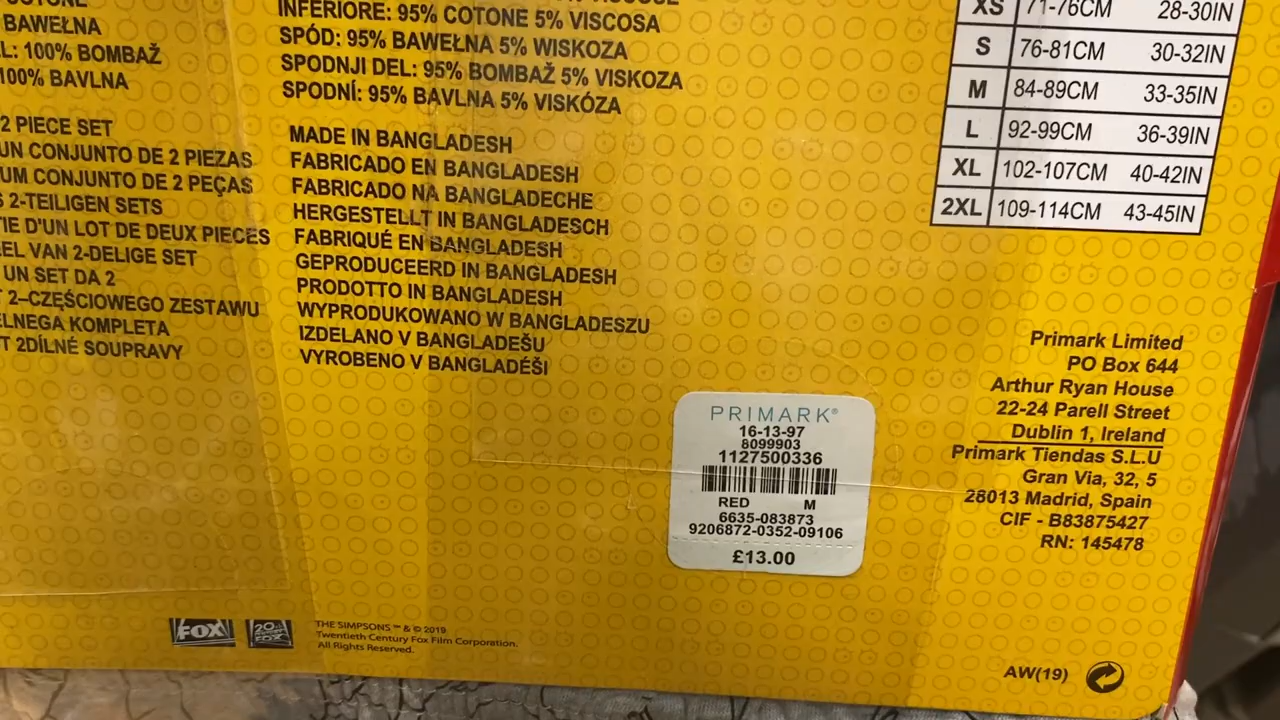 BAWEŁNA
L: 100% BOMBAŽ
100% BAVLNA
2 PIECE SET
UN CONJUNTO DE 2 PIEZAS
UM CONJUNTO DE 2 PEÇAS
S 2-TEILIGEN SETS
TIE D'UN LOT DE DEUX PIECES
EL VAN 2-DELIGE SET
UN SET DA 2
T 2–CZĘŚCIOWEGO ZESTAWU
ELNEGA KOMPLETA
T 2DÍLNÉ SOUPRAVY
INFERIORE: 95% COTONE 5% VISCOSA
SPÓD: 95% BAWEŁNA 5% WISKOZA
SPODNJI DEL: 95% BOMBAŽ 5% VISKOZA
SPODNÍ: 95% BAVLNA 5% VISKÓZA
MADE IN BANGLADESH
FABRICADO EN BANGLADESH
FABRICADO NA BANGLADECHE
HERGESTELLT IN BANGLADESCH
FABRIQUÉ EN BANGLADESH
GEPRODUCEERD IN BANGLADESH
PRODOTTO IN BANGLADESH
WYPRODUKOWANO W BANGLADESZU
IZDELANO V BANGLADEŠU
VYROBENO V BANGLADÉŠI
XS 71-76CM 28-30IN
S 76-81CM 30-32IN
M 84-89CM 33-35IN
L 92-99CM 36-39IN
XL 102-107CM 40-42IN
2XL 109-114CM 43-45IN
Primark Limited
PO Box 644
Arthur Ryan House
22-24 Parell Street
Dublin 1, Ireland
Primark Tiendas S.L.U
Gran Via, 32, 5
28013 Madrid, Spain
CIF - B83875427
RN: 145478
PRIMARK®
16-13-97
8099903
1127500336
RED M
6635-083873
9206872-0352-09106
£13.00
FOX
20 FOX
THE SIMPSONS ™ & © 2019
Twentieth Century Fox Film Corporation.
All Rights Reserved.
AW(19)